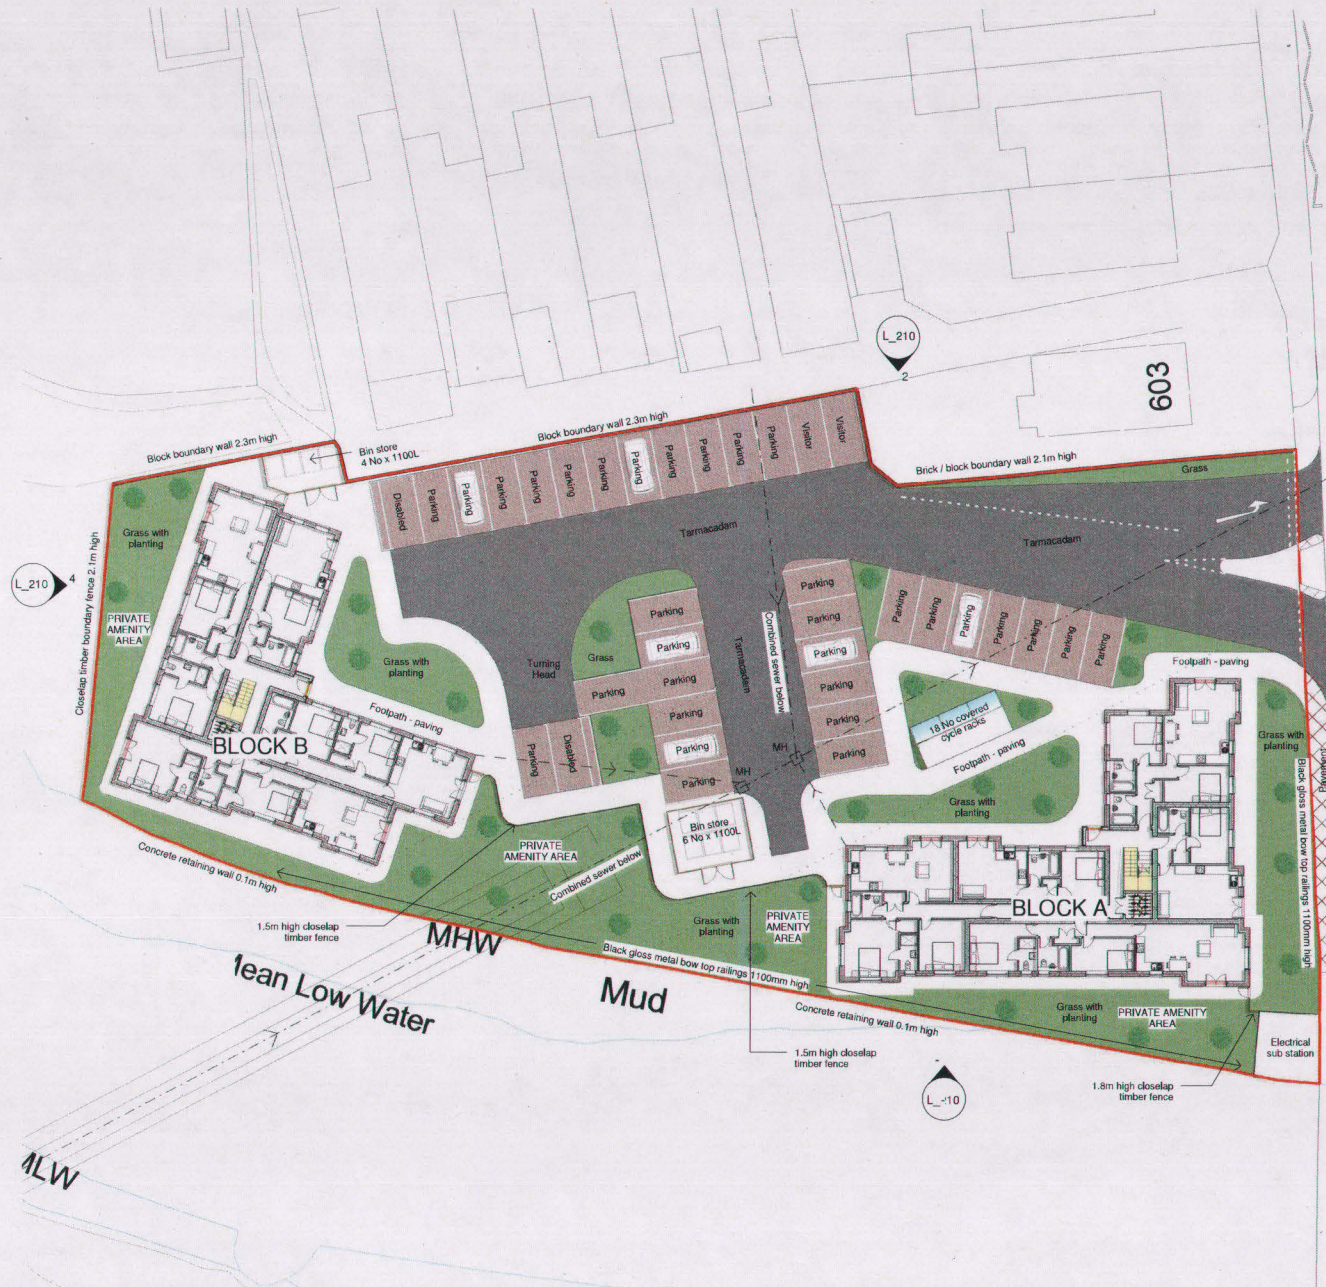 L_210
2
603
Block boundary wall 2.3m high
Bin store
4 No x 1100L
Block boundary wall 2.3m high
Brick / block boundary wall 2.1m high
Grass
Disabled
Parking
Parking
Parking
Parking
Parking
Parking
Parking
Parking
Parking
Parking
Parking
Visitor
Visitor
Tarmacadam
Tarmacadam
Grass with
planting
L_210
4
Closelap timber boundary fence 2.1m high
PRIVATE
AMENITY
AREA
Grass with
planting
Footpath - paving
BLOCK B
Turning
Head
Grass
Parking
Parking
Parking
Parking
Parking
Parking
Parking
Parking
Disabled
Tarmacadam
Combined sewer below
Parking
Parking
Parking
Parking
Parking
Parking
MH
MH
Parking
Parking
Parking
Parking
Parking
Parking
Parking
18 No covered
cycle racks
Footpath - paving
Footpath - paving
Grass with
planting
Grass with
planting
Black gloss metal bow top railings 1100mm high
Pavement
BLOCK A
Bin store
6 No x 1100L
PRIVATE
AMENITY AREA
Combined sewer below
Concrete retaining wall 0.1m high
1.5m high closelap
timber fence
Grass with
planting
PRIVATE
AMENITY
AREA
Black gloss metal bow top railings 1100mm high
MHW
Mud
Low Water
Concrete retaining wall 0.1m high
Grass with
planting
PRIVATE AMENITY
AREA
Electrical
sub station
1.5m high closelap
timber fence
1.8m high closelap
timber fence